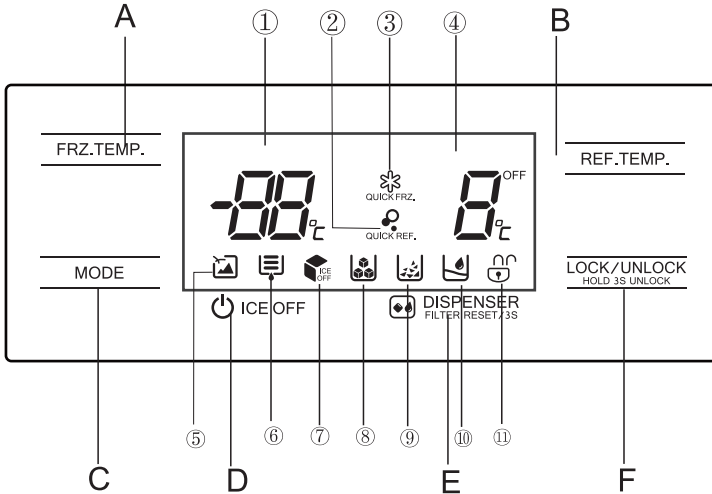 A
①
②
③
④
B
FRZ.TEMP.
REF.TEMP.
-88°C
QUICK FRZ.
QUICK REF.
8°C
OFF
MODE
ICE OFF
LOCK/UNLOCK
HOLD 3S UNLOCK
ICE OFF
DISPENSER
FILTER RESET/3S
⑤
⑥
⑦
⑧
⑨
⑩
⑪
C
D
E
F